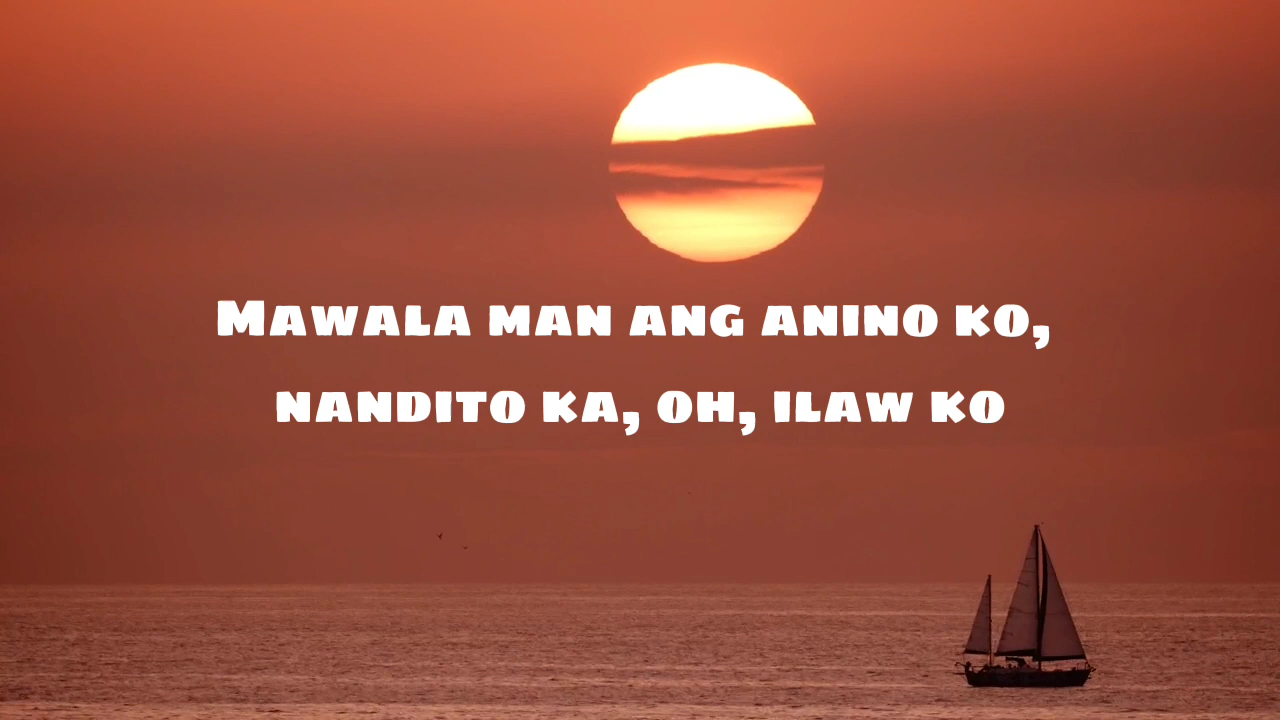 Mawala man ang anino ko,
nandito ka, oh, ilaw ko